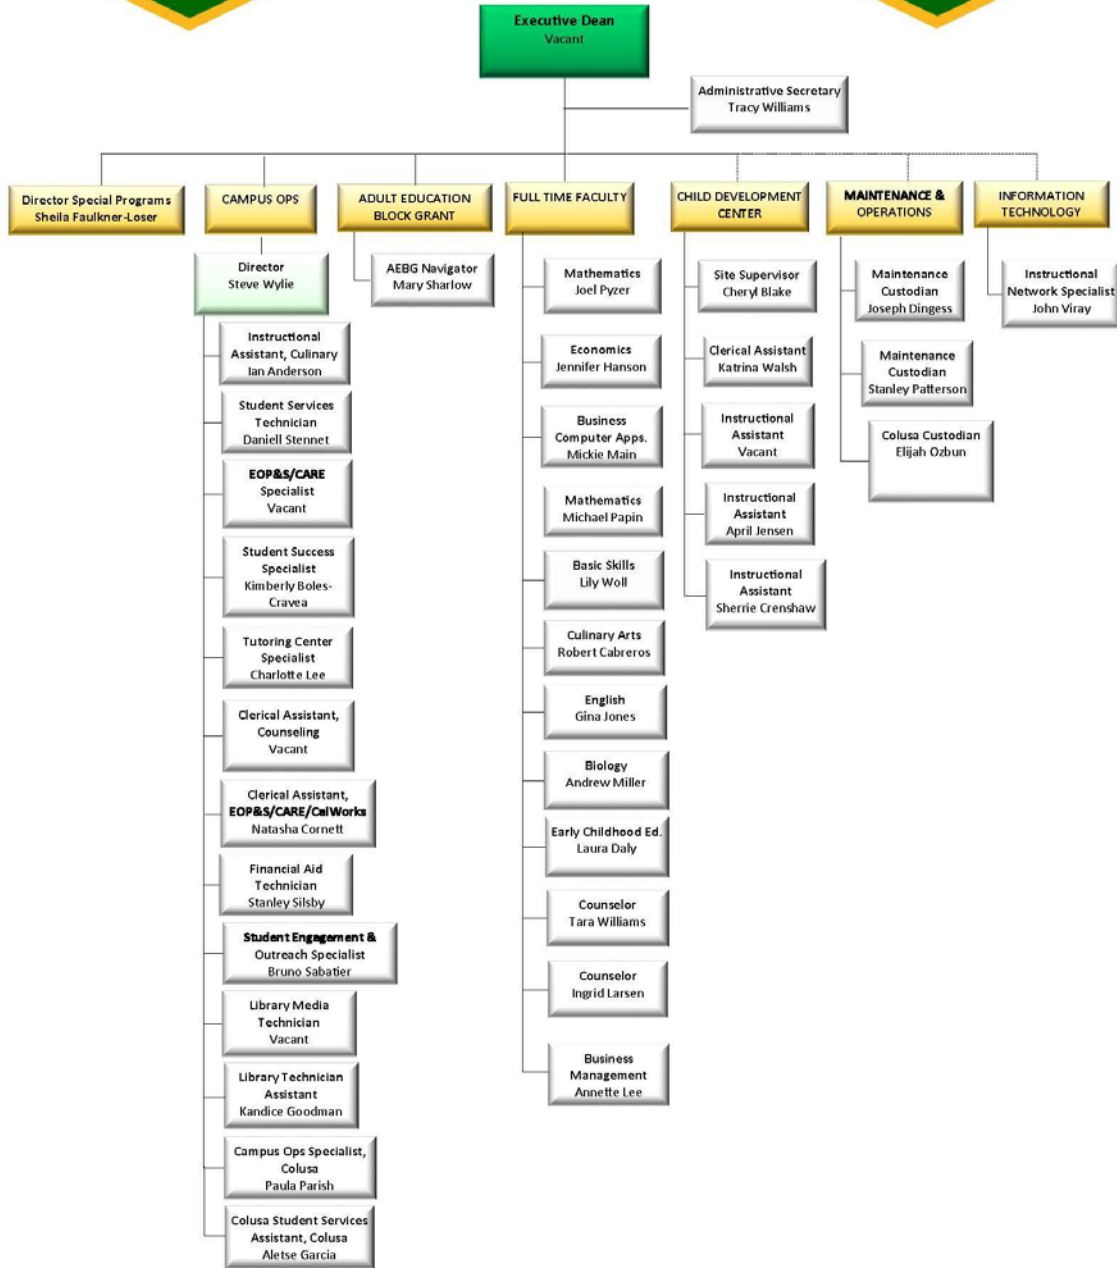 Executive Dean
Vacant
Administrative Secretary
Tracy Williams
Director Special Programs
Sheila Faulkner-Loser
CAMPUS OPS
ADULT EDUCATION
BLOCK GRANT
FULL TIME FACULTY
CHILD DEVELOPMENT
CENTER
MAINTENANCE &
OPERATIONS
INFORMATION
TECHNOLOGY
Director
Steve Wylie
Instructional
Assistant, Culinary
Ian Anderson
Student Services
Technician
Daniell Stennet
EOP&S/CARE
Specialist
Vacant
Student Success
Specialist
Kimberly Boles-
Cravea
Tutoring Center
Specialist
Charlotte Lee
Clerical Assistant,
Counseling
Vacant
Clerical Assistant,
EOP&S/CARE/CalWorks
Natasha Cornett
Financial Aid
Technician
Stanley Silsby
Student Engagement &
Outreach Specialist
Bruno Sabatier
Library Media
Technician
Vacant
Library Technician
Assistant
Kandice Goodman
Campus Ops Specialist,
Colusa
Paula Parish
Colusa Student Services
Assistant, Colusa
Aletse Garcia
AEBG Navigator
Mary Sharlow
Mathematics
Joel Pyzer
Economics
Jennifer Hanson
Business
Computer Apps.
Mickie Main
Mathematics
Michael Papin
Basic Skills
Lily Woll
Culinary Arts
Robert Cabreros
English
Gina Jones
Biology
Andrew Miller
Early Childhood Ed.
Laura Daly
Counselor
Tara Williams
Counselor
Ingrid Larsen
Business
Management
Annette Lee
Site Supervisor
Cheryl Blake
Clerical Assistant
Katrina Walsh
Instructional
Assistant
Vacant
Instructional
Assistant
April Jensen
Instructional
Assistant
Sherrie Crenshaw
Maintenance
Custodian
Joseph Dingess
Maintenance
Custodian
Stanley Patterson
Colusa Custodian
Elijah Ozbun
Instructional
Network Specialist
John Viray